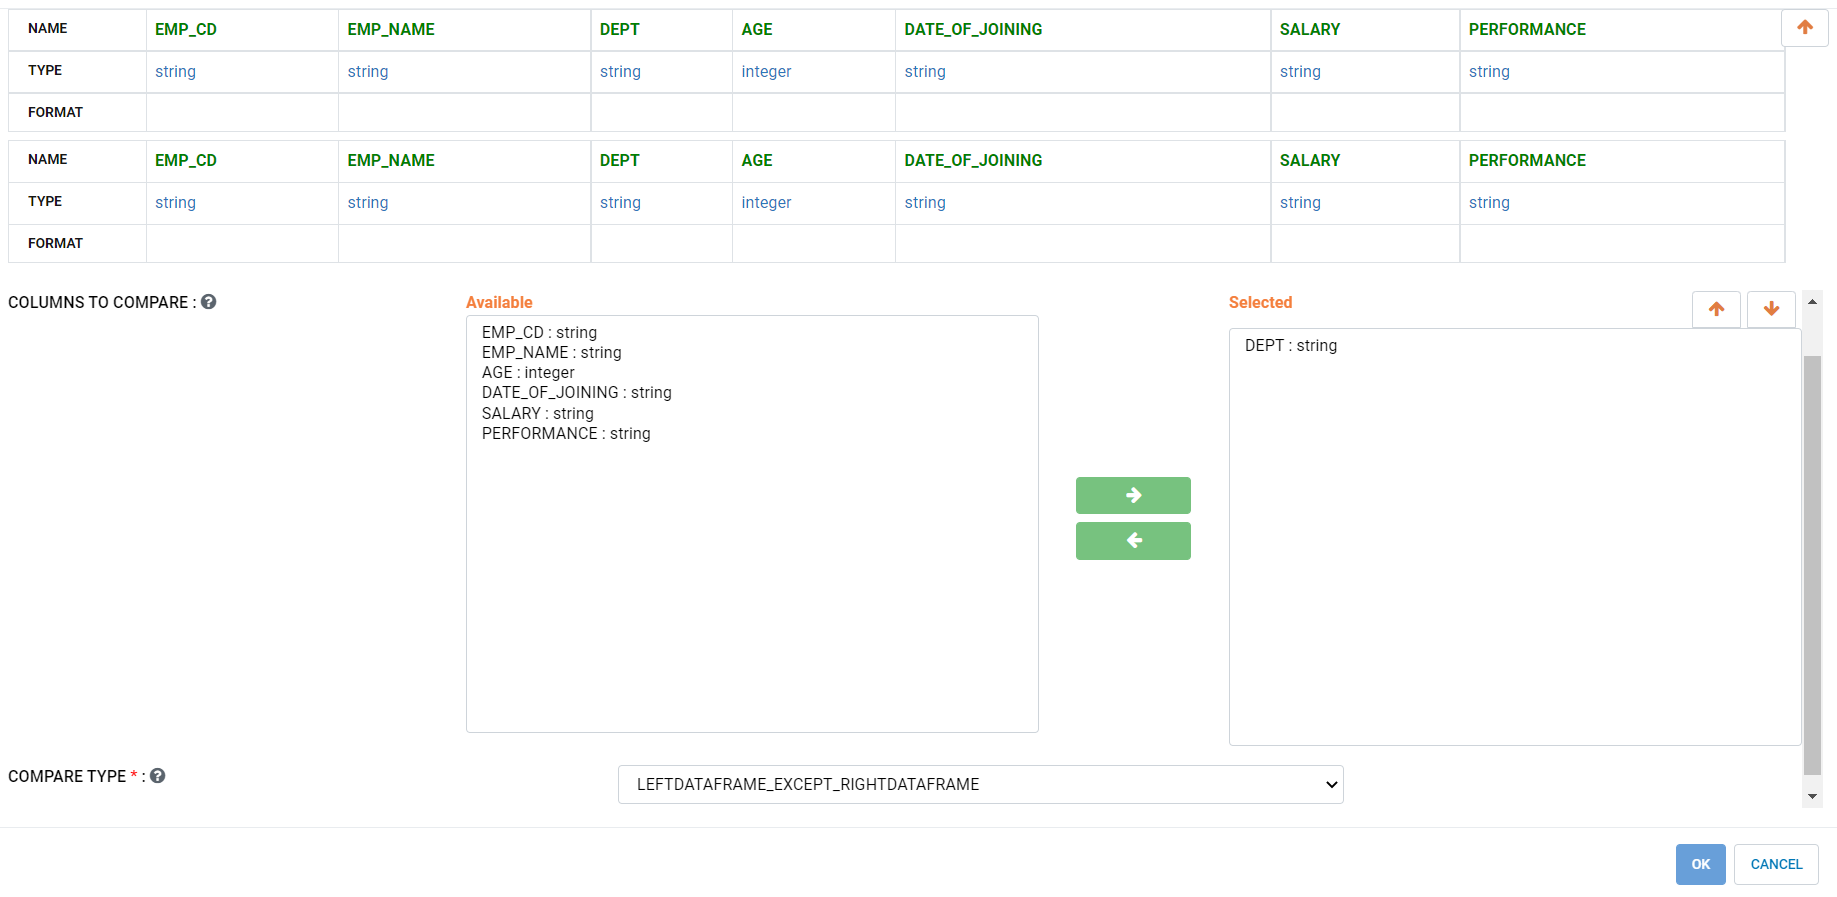 NAME EMP_CD EMP_NAME DEPT AGE DATE_OF_JOINING SALARY PERFORMANCE
TYPE string string string integer string string string
FORMAT
NAME EMP_CD EMP_NAME DEPT AGE DATE_OF_JOINING SALARY PERFORMANCE
TYPE string string string integer string string string
FORMAT
COLUMNS TO COMPARE :
Available
EMP_CD : string
EMP_NAME : string
AGE : integer
DATE_OF_JOINING : string
SALARY : string
PERFORMANCE : string
Selected
DEPT : string
COMPARE TYPE * :
LEFTDATAFRAME_EXCEPT_RIGHTDATAFRAME
OK CANCEL